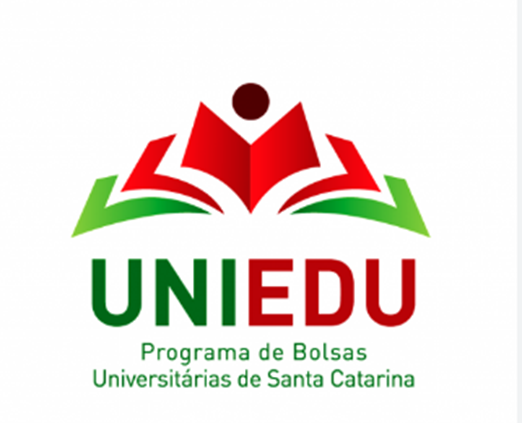 UNIEDU
Programa de Bolsas
Universitárias de Santa Catarina